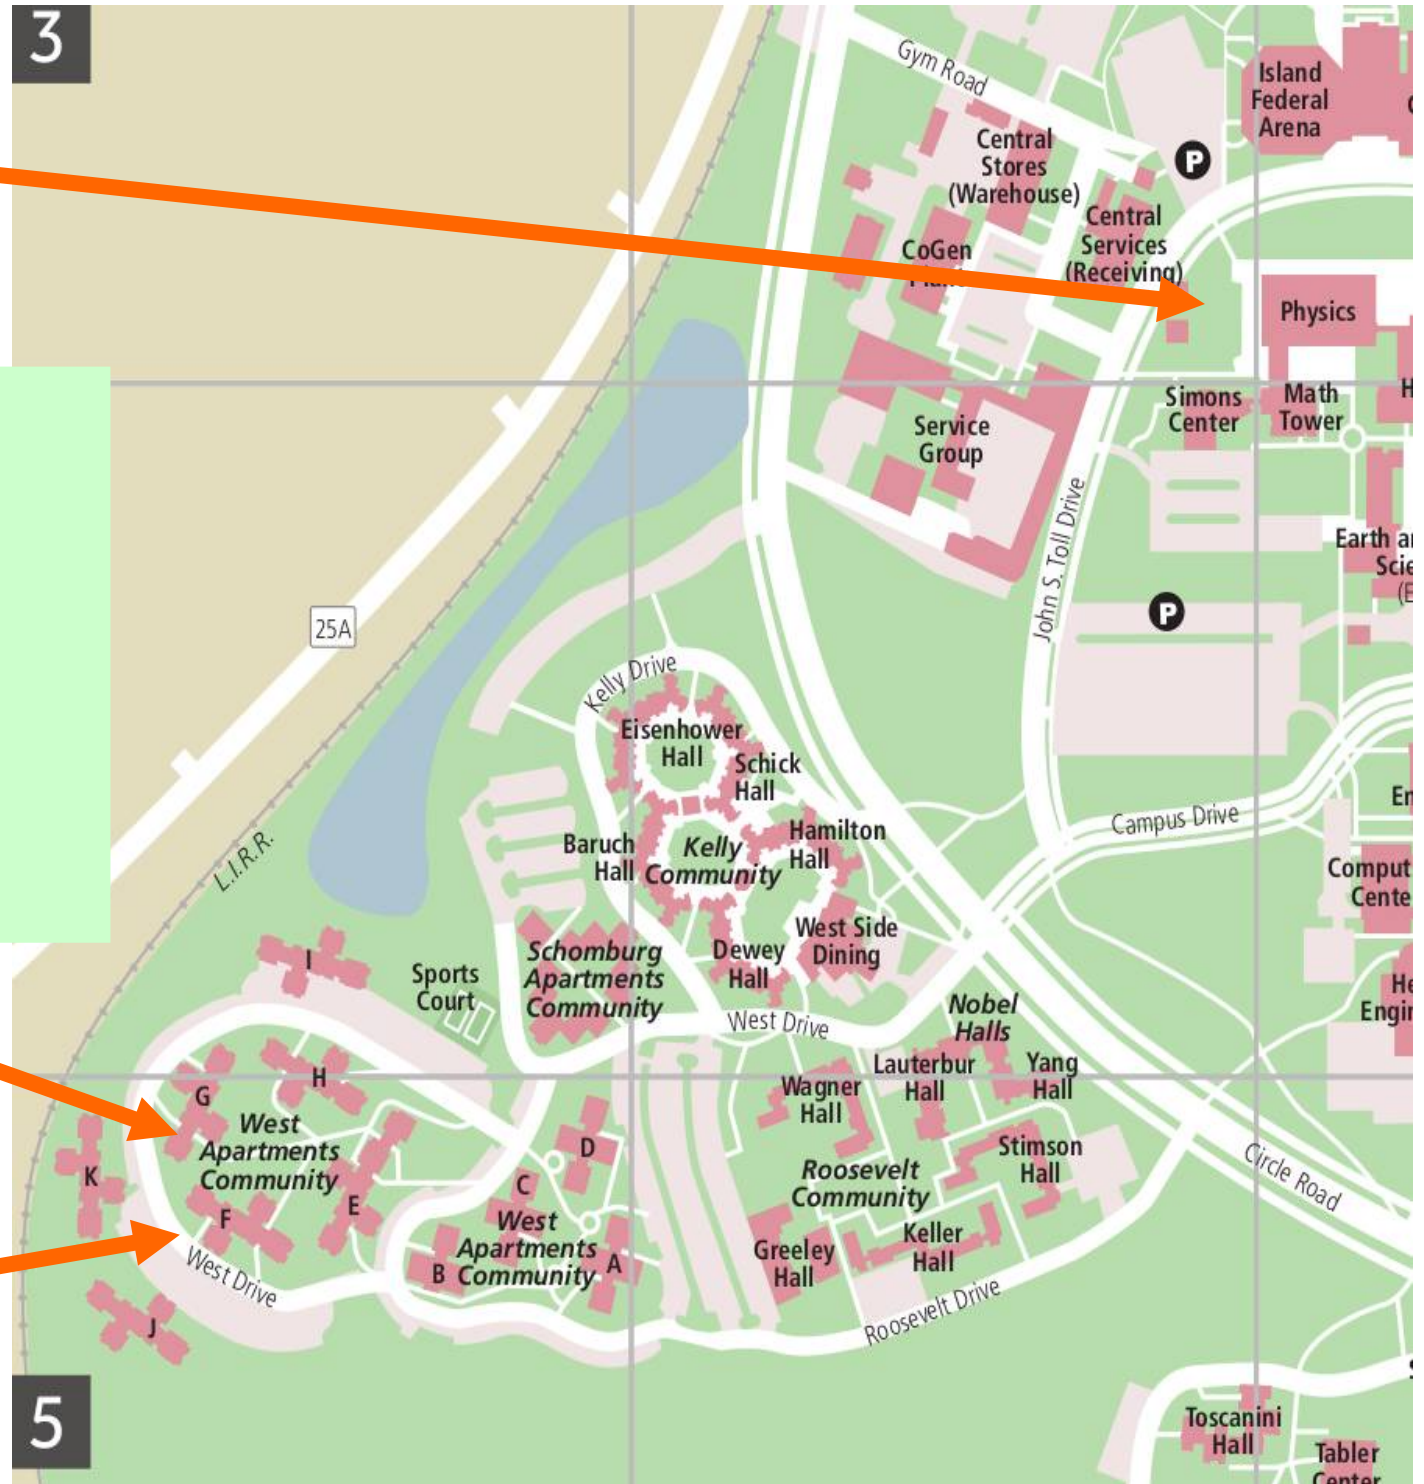 3
Gym Road
Island
Federal
Arena
Central
Stores
(Warehouse)
P
Central
Services
(Receiving)
CoGen
Physics
Simons
Center
Math
Tower
Service
Group
John S. Toll Drive
Earth
25A
P
Kelly Drive
Eisenhower
Hall
Schick
Hall
Campus Drive
Baruch
Hall
Kelly
Community
Hamilton
Hall
L.I.R.R.
West Side
Dining
Dewey
Hall
Schomburg
Apartments
Community
Sports
Court
I
West Drive
Nobel
Halls
Lauterbur
Hall
Yang
Hall
Wagner
Hall
H
G
West
Apartments
Community
K
F
E
D
C
West
Apartments
Community
B
A
Stimson
Hall
Roosevelt
Community
Keller
Hall
Greeley
Hall
Circle Road
West Drive
J
Roosevelt Drive
5
Toscanini
Hall
Tabler